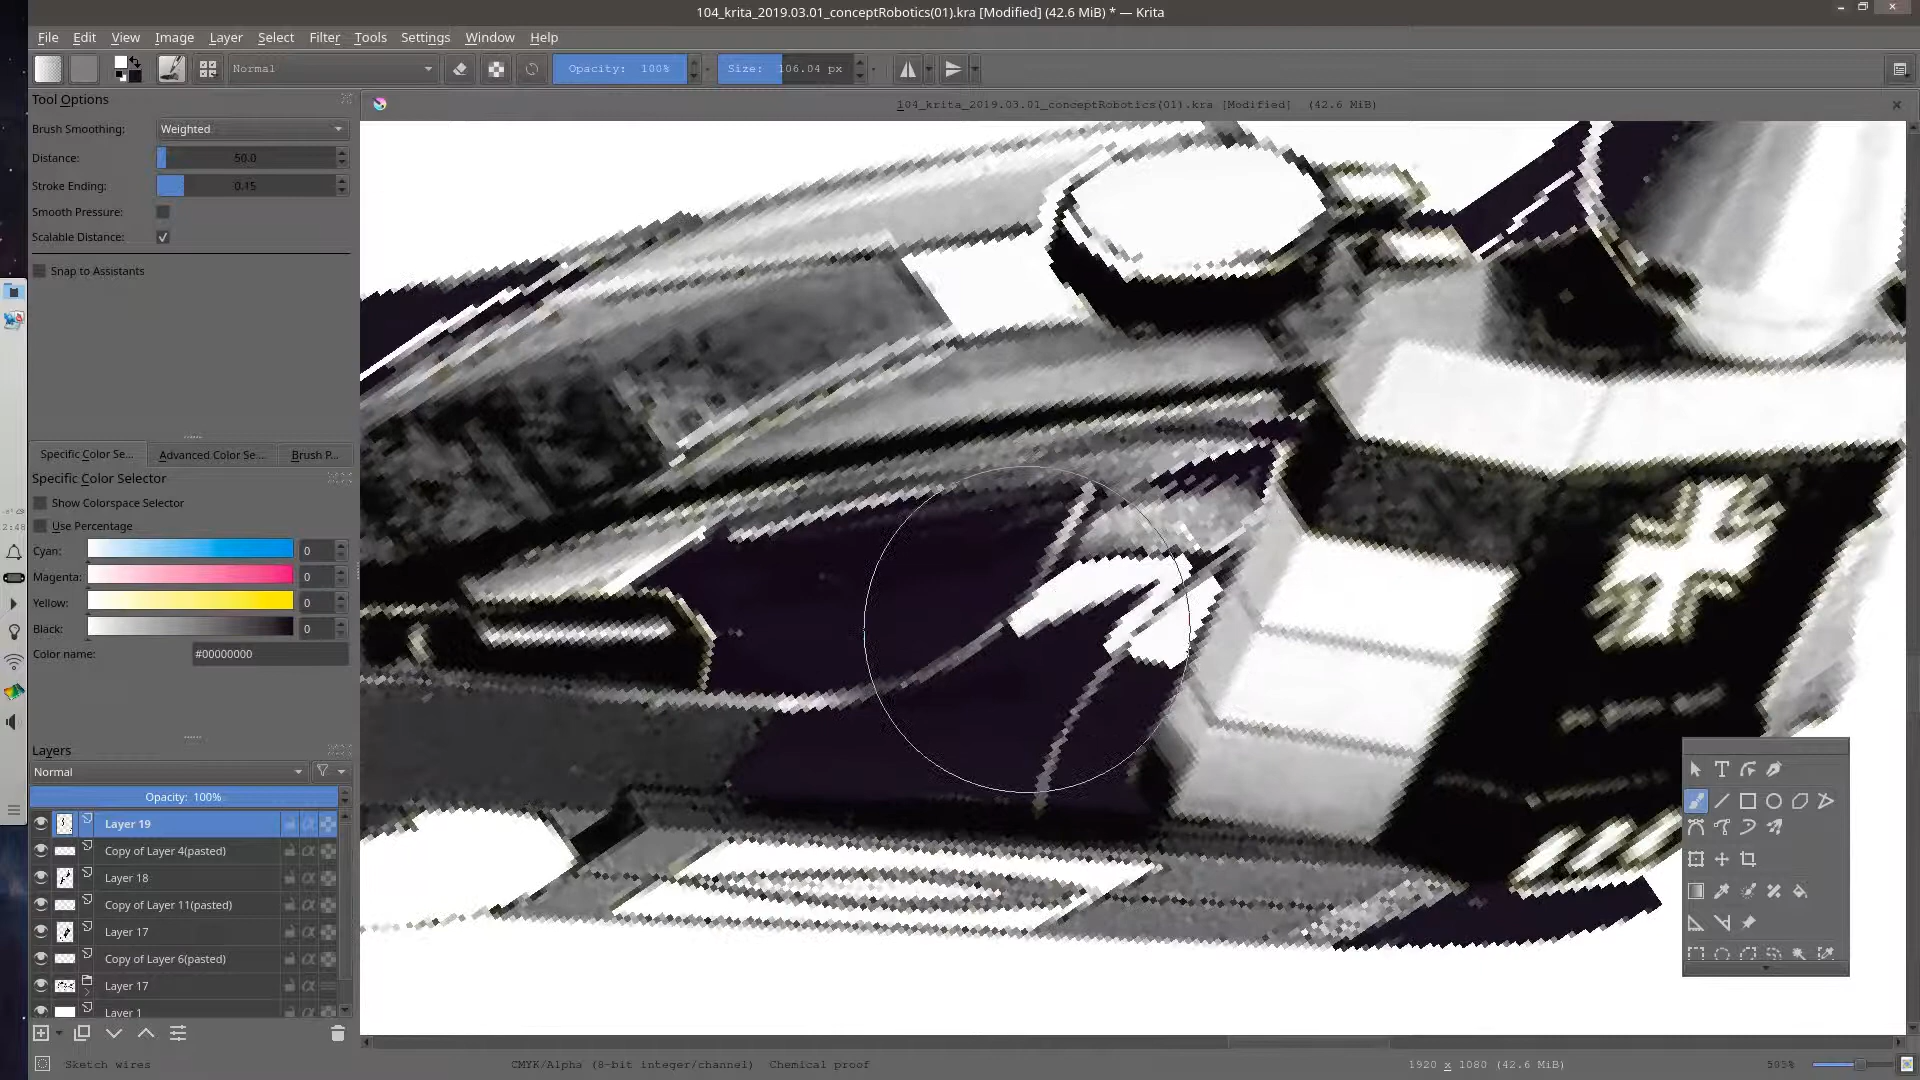 104_krita_2019.03.01_conceptRobotics(01).kra [Modified] (42.6 MiB) * — Krita
File Edit View Image Layer Select Filter Tools Settings Window Help
Normal
Opacity: 100%
Size: 106.04 px
Tool Options
104_krita_2019.03.01_conceptRobotics(01).kra [Modified] (42.6 MiB)
Brush Smoothing: Weighted
Distance: 50.0
Stroke Ending: 0.15
Smooth Pressure:
Scalable Distance:
Snap to Assistants
Specific Color Se... Advanced Color Se... Brush P...
Specific Color Selector
Show Colorspace Selector
Use Percentage
Cyan: 0
Magenta: 0
Yellow: 0
Black: 0
Color name: #00000000
Layers
Normal
Opacity: 100%
Layer 19
Copy of Layer 4(pasted)
Layer 18
Copy of Layer 11(pasted)
Layer 17
Copy of Layer 6(pasted)
Layer 17
Layer 1
Sketch wires
CMYK/Alpha (8-bit integer/channel) Chemical proof
1920 x 1080 (42.6 MiB)